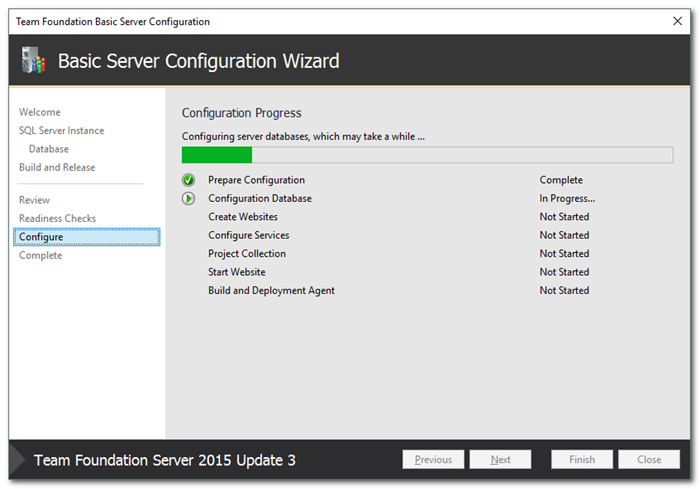 Team Foundation Basic Server Configuration
Basic Server Configuration Wizard
Welcome
SQL Server Instance
Database
Build and Release
Review
Readiness Checks
Configure
Complete
Configuration Progress
Configuring server databases, which may take a while ...
Prepare Configuration Complete
Configuration Database In Progress...
Create Websites Not Started
Configure Services Not Started
Project Collection Not Started
Start Website Not Started
Build and Deployment Agent Not Started
Team Foundation Server 2015 Update 3
Previous Next Finish Close